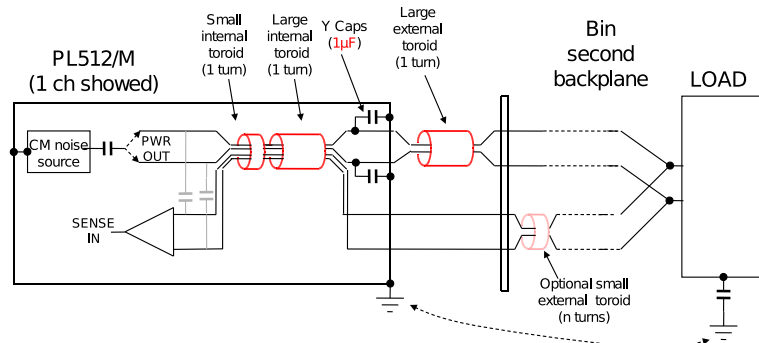 Small
internal
toroid
(1 turn)
Large
internal
toroid
(1 turn)
Y Caps
(1µF)
Large
external
toroid
(1 turn)
Bin
second
backplane
LOAD
PL512/M
(1 ch showed)
CM noise
source
PWR
OUT
SENSE
IN
Optional small
external toroid
(n turns)